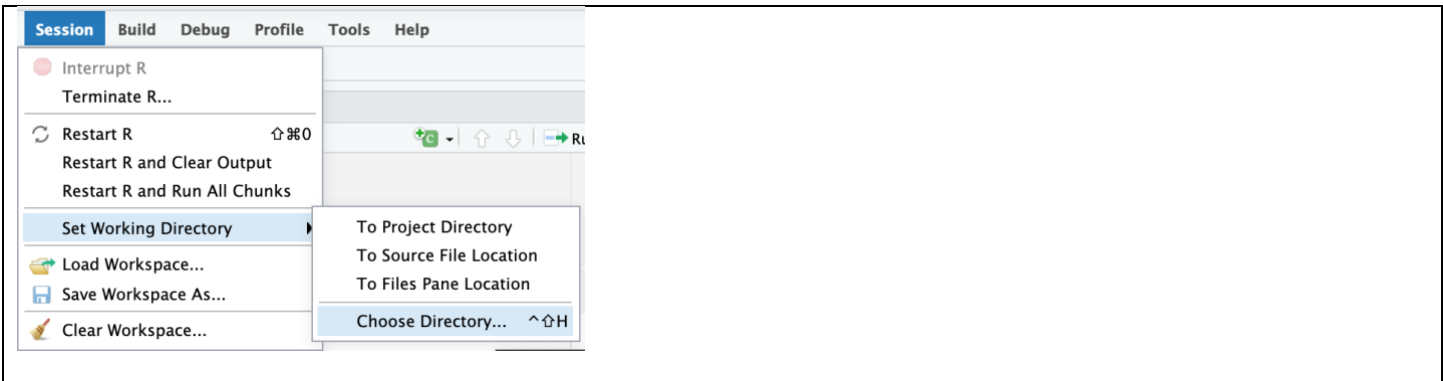 Session Build Debug Profile Tools Help
Interrupt R
Terminate R...
Restart R ⇧⌘0
Restart R and Clear Output
Restart R and Run All Chunks
Set Working Directory
To Project Directory
To Source File Location
To Files Pane Location
Choose Directory... ^⇧H
Load Workspace...
Save Workspace As...
Clear Workspace...